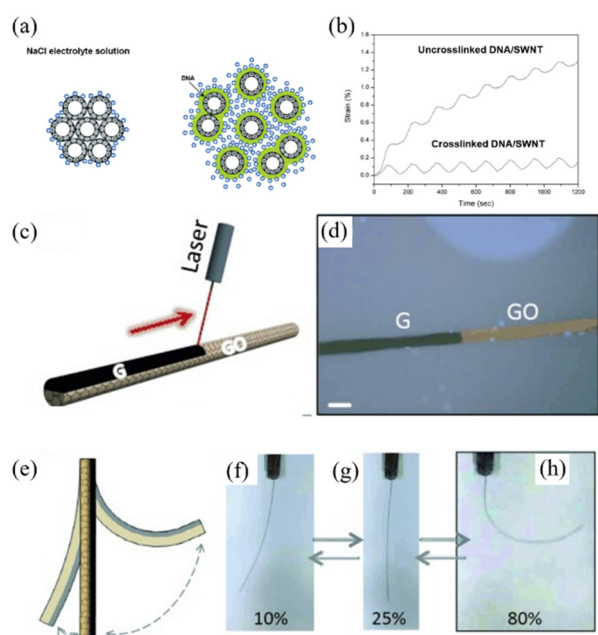 (a)
NaCl electrolyte solution
DNA
(b)
Strain (%)
1.6
1.4
1.2
1.0
0.8
0.6
0.4
0.2
0.0
Uncrosslinked DNA/SWNT
Crosslinked DNA/SWNT
0 200 400 600 800 1000 1200
Time (sec)
(c)
Laser
G
GO
(d)
G
GO
(e)
(f)
10%
(g)
25%
(h)
80%